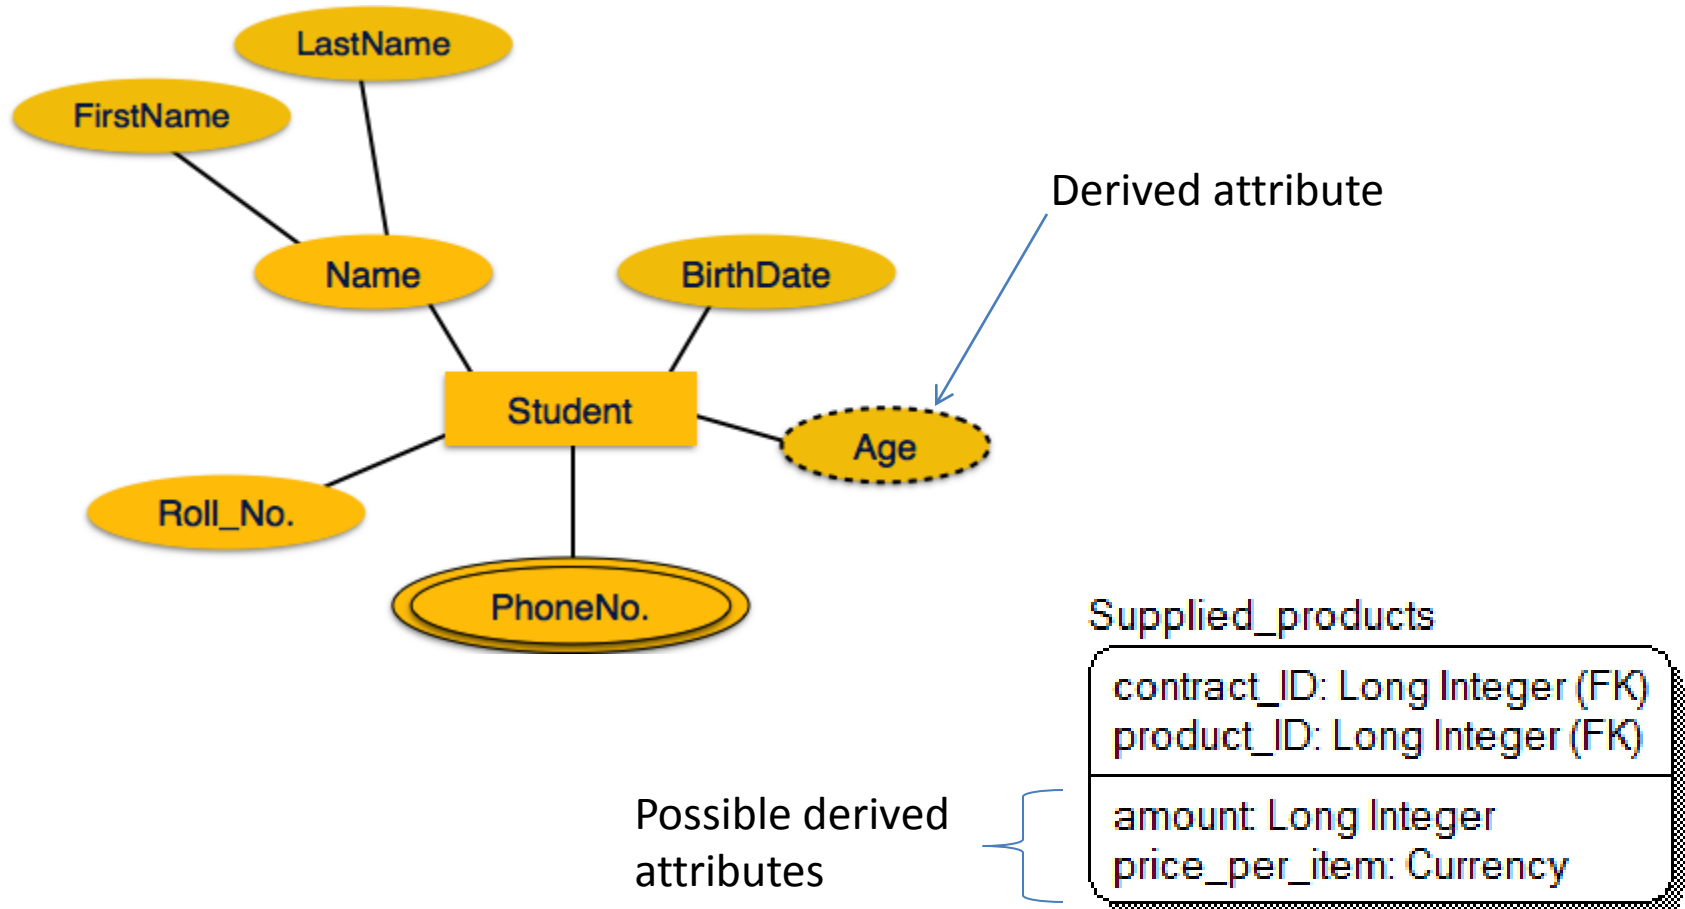 LastName
FirstName
Derived attribute
Name
BirthDate
Student
Age
Roll_No.
PhoneNo.
Supplied_products
contract_ID: Long Integer (FK)
product_ID: Long Integer (FK)
Possible derived
attributes
amount: Long Integer
price_per_item: Currency